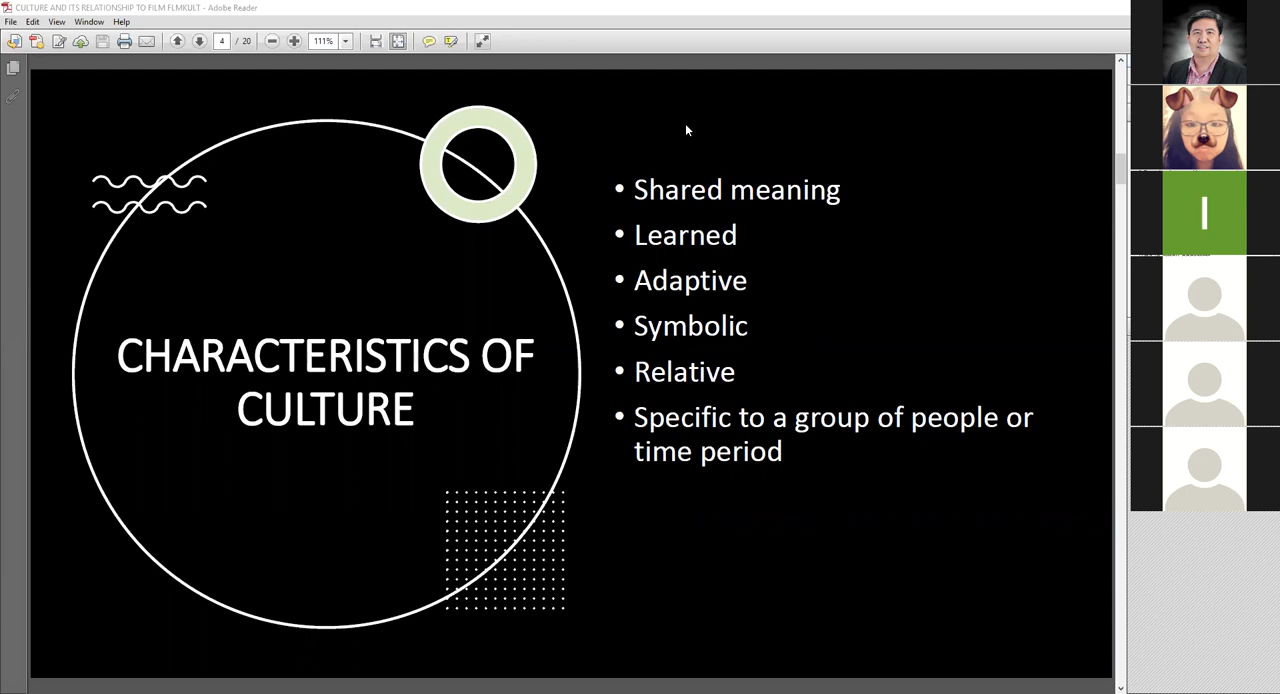 CULTURE AND ITS RELATIONSHIP TO FILM FLMKULT - Adobe Reader
File Edit View Window Help
4 / 20 111%
CHARACTERISTICS OF
CULTURE
• Shared meaning
• Learned
• Adaptive
• Symbolic
• Relative
• Specific to a group of people or
time period
I